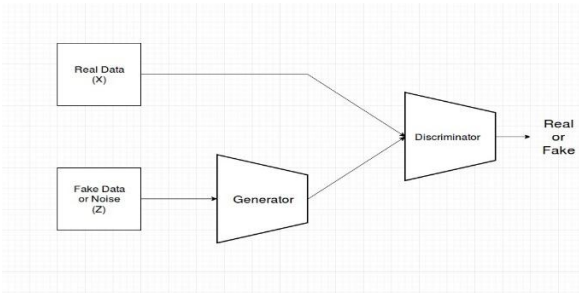 Real Data
(X)
Fake Data
or Noise
(Z)
Generator
Discriminator
Real
or
Fake